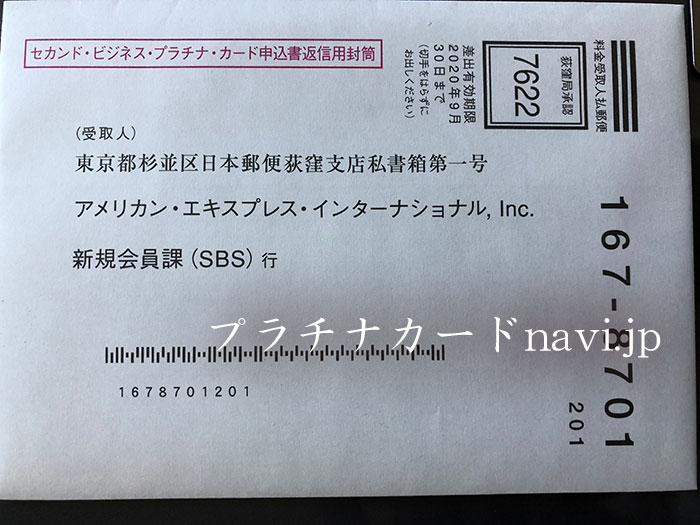 セカンド・ビジネス・プラチナ・カード申込書返信用封筒
料金受取人払郵便
荻窪局承認
7622
差出有効期限
2020年9月
30日まで
(切手をはらずに
お出しください)
(受取人)
東京都杉並区日本郵便荻窪支店私書箱第一号
アメリカン・エキスプレス・インターナショナル, Inc.
新規会員課(SBS)行
167-8701
201
プラチナカードnavi.jp
1678701201